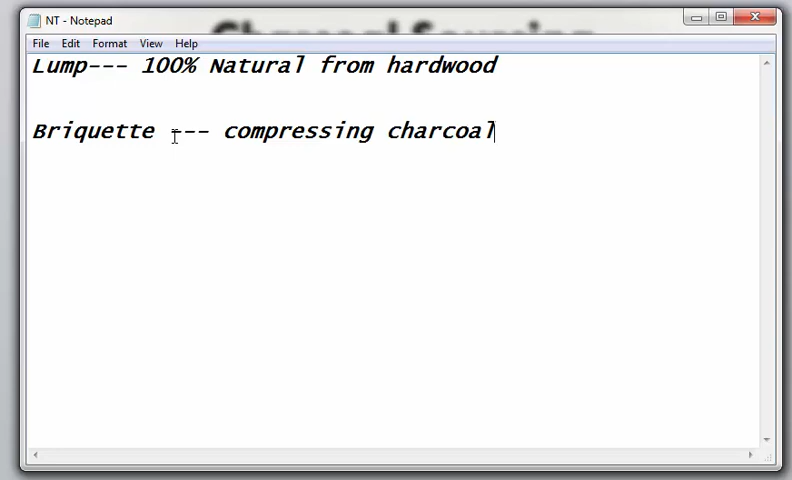 NT - Notepad
File Edit Format View Help
Lump--- 100% Natural from hardwood
Briquette --- compressing charcoal